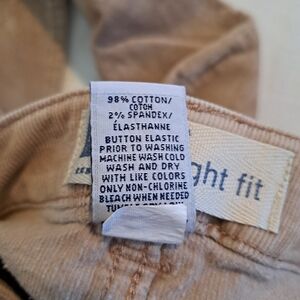 98% COTTON/
COTON
2% SPANDEX/
ÉLASTHANNE
BUTTON ELASTIC
PRIOR TO WASHING
MACHINE WASH COLD
WASH AND DRY
WITH LIKE COLORS
ONLY NON-CHLORINE
BLEACH WHEN NEEDED
ght fit